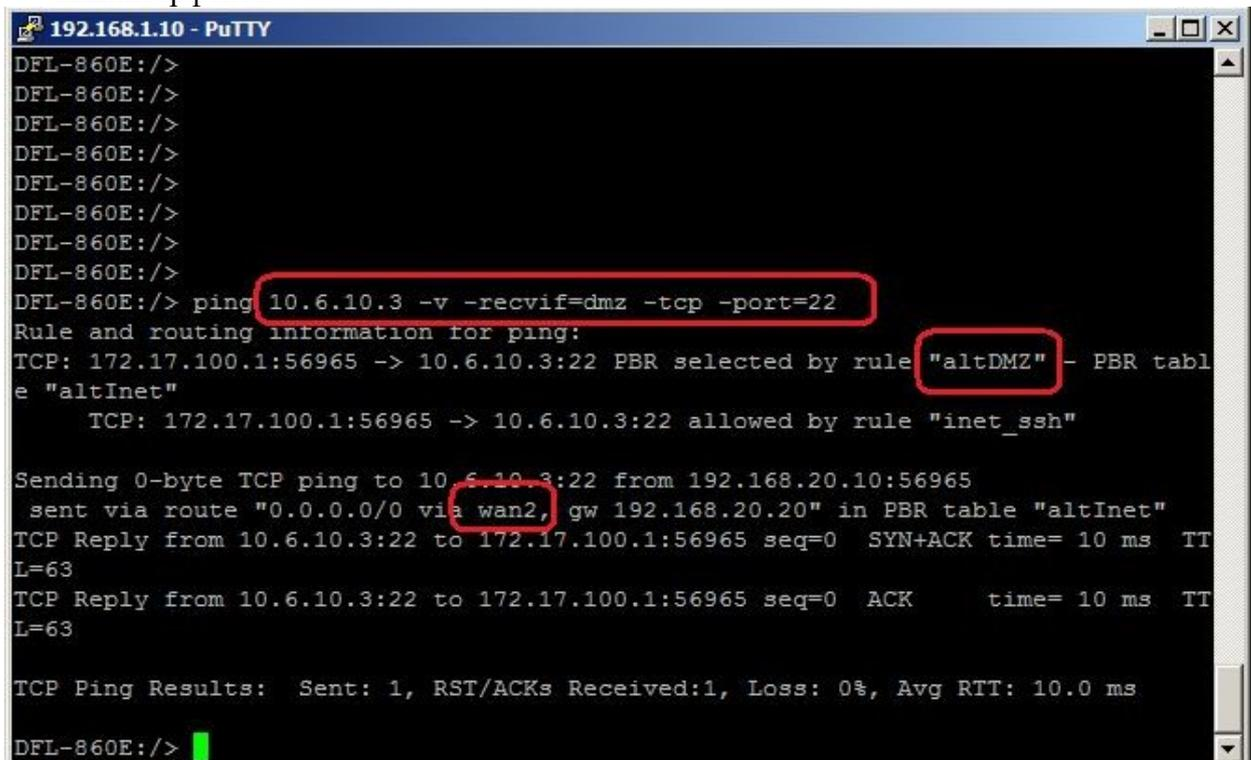 192.168.1.10 - PuTTY
DFL-860E:/>
DFL-860E:/>
DFL-860E:/>
DFL-860E:/>
DFL-860E:/>
DFL-860E:/>
DFL-860E:/>
DFL-860E:/>
DFL-860E:/> ping 10.6.10.3 -v -recvif=dmz -tcp -port=22
Rule and routing information for ping:
TCP: 172.17.100.1:56965 -> 10.6.10.3:22 PBR selected by rule "altDMZ" - PBR tabl
e "altInet"
TCP: 172.17.100.1:56965 -> 10.6.10.3:22 allowed by rule "inet_ssh"
Sending 0-byte TCP ping to 10.6.10.3:22 from 192.168.20.10:56965
sent via route "0.0.0.0/0 via wan2, gw 192.168.20.20" in PBR table "altInet"
TCP Reply from 10.6.10.3:22 to 172.17.100.1:56965 seq=0 SYN+ACK time= 10 ms TT
L=63
TCP Reply from 10.6.10.3:22 to 172.17.100.1:56965 seq=0 ACK time= 10 ms TT
L=63
TCP Ping Results: Sent: 1, RST/ACKs Received:1, Loss: 0%, Avg RTT: 10.0 ms
DFL-860E:/>